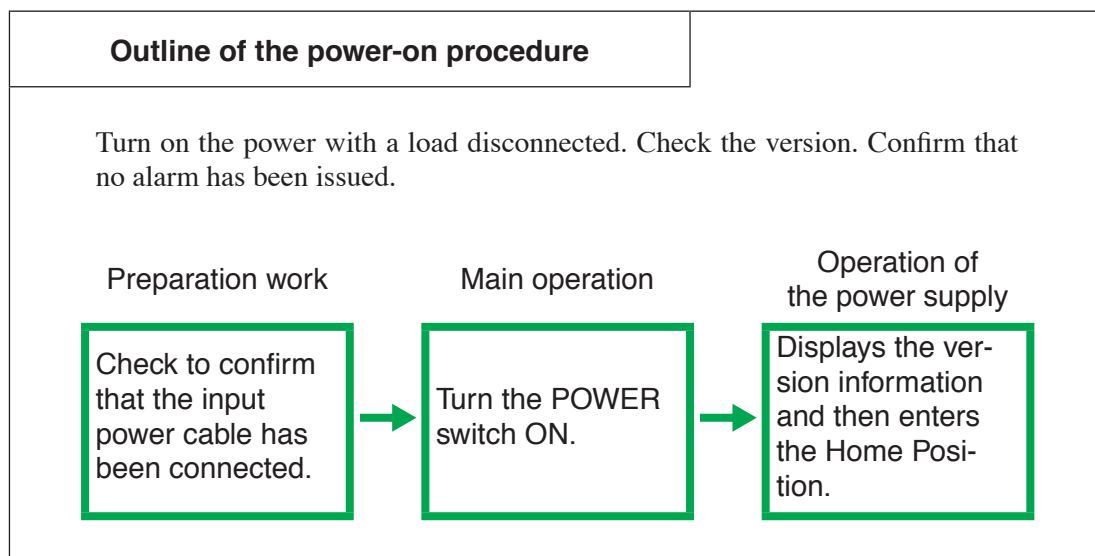 Outline of the power-on procedure
Turn on the power with a load disconnected. Check the version. Confirm that
no alarm has been issued.
Preparation work
Main operation
Operation of
the power supply
Check to confirm
that the input
power cable has
been connected.
Turn the POWER
switch ON.
Displays the ver-
sion information
and then enters
the Home Posi-
tion.